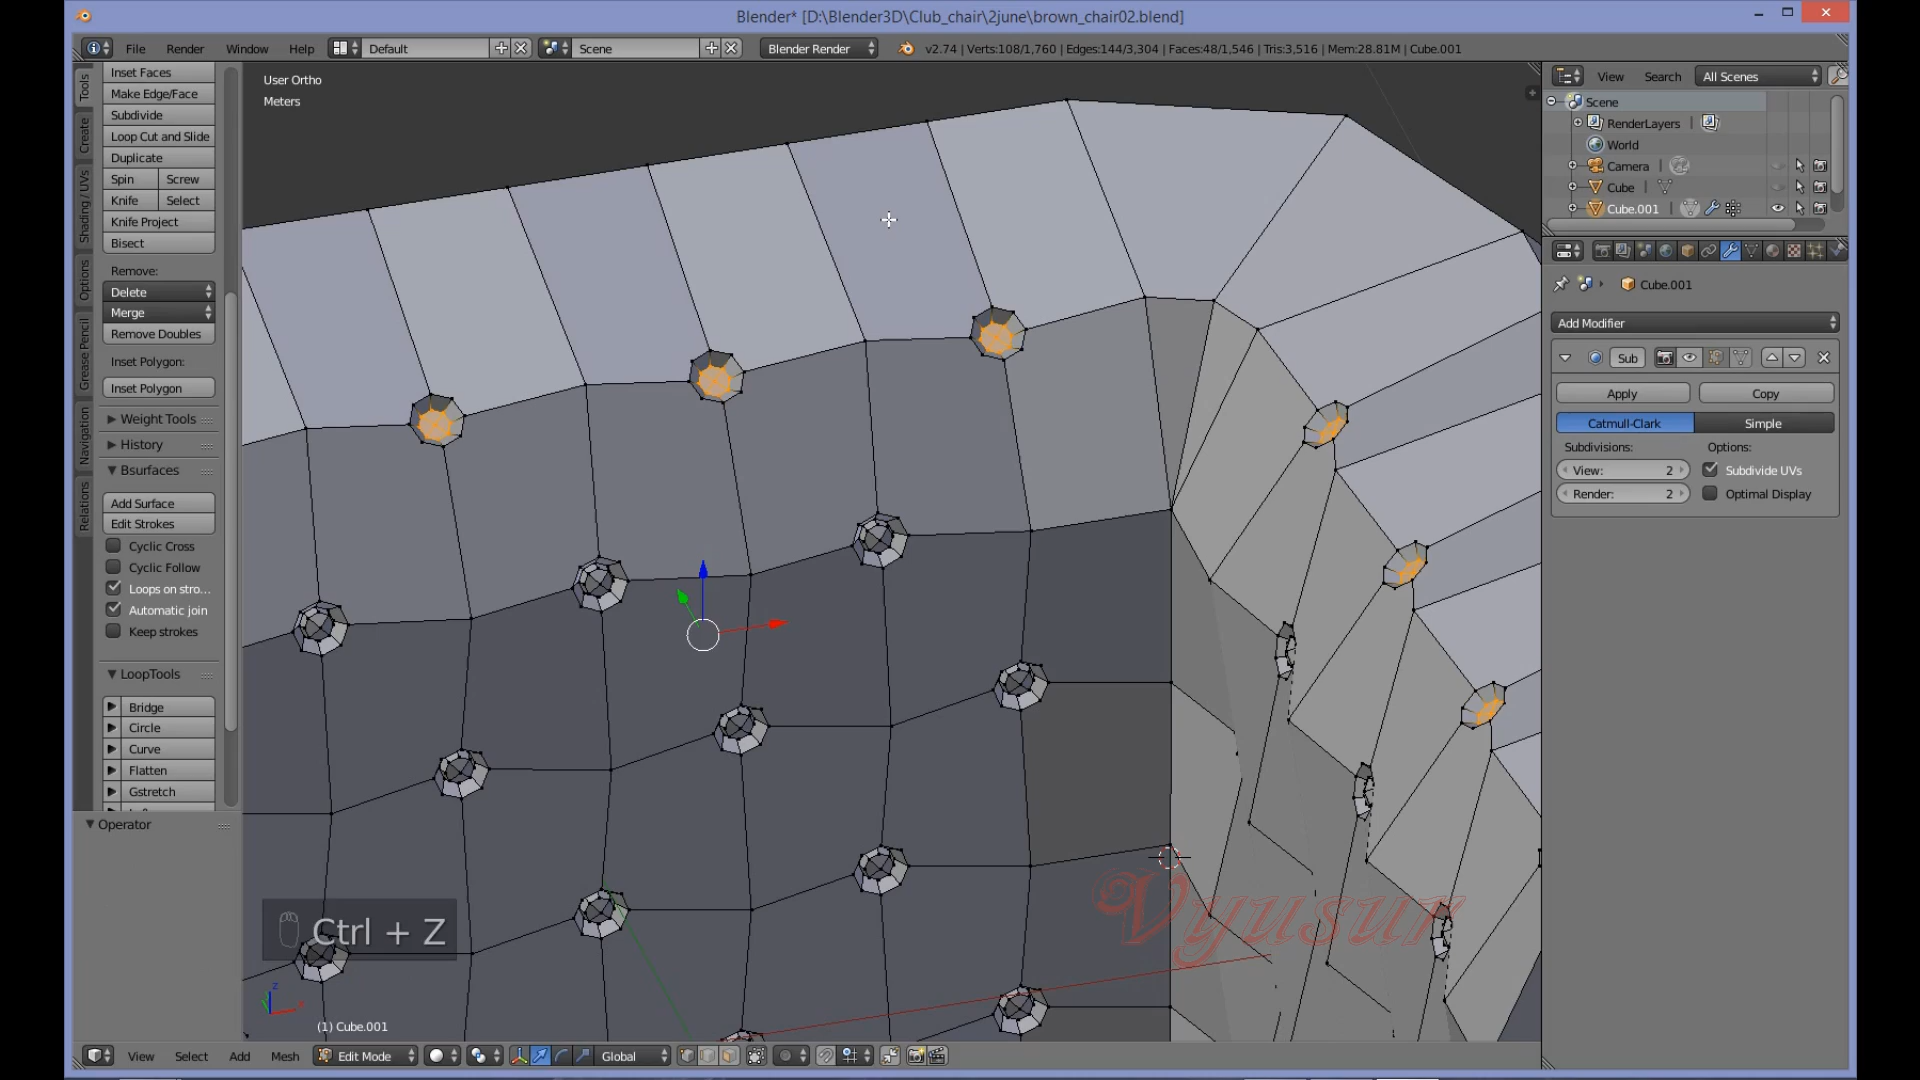 Blender* [D:\Blender3D\Club_chair\2june\brown_chair02.blend]
File Render Window Help Default Scene Blender Render v2.74 | Verts:108/1,760 | Edges:144/3,304 | Faces:48/1,546 | Tris:3,516 | Mem:28.81M | Cube.001
Tools
Create
Shading / UVs
Options
Grease Pencil
Navigation
Relations
Inset Faces
Make Edge/Face
Subdivide
Loop Cut and Slide
Duplicate
Spin Screw
Knife Select
Knife Project
Bisect
Remove:
Delete
Merge
Remove Doubles
Inset Polygon:
Inset Polygon
Weight Tools
History
Bsurfaces
Add Surface
Edit Strokes
Cyclic Cross
Cyclic Follow
Loops on stro...
Automatic join
Keep strokes
LoopTools
Bridge
Circle
Curve
Flatten
Gstretch
Operator
User Ortho
Meters
Ctrl + Z
Vyusur
z
x
(1) Cube.001
View Select Add Mesh Edit Mode Global
View Search All Scenes
Scene
RenderLayers
World
Camera
Cube
Cube.001
Cube.001
Add Modifier
Sub
Apply Copy
Catmull-Clark Simple
Subdivisions: Options:
View: 2 Subdivide UVs
Render: 2 Optimal Display